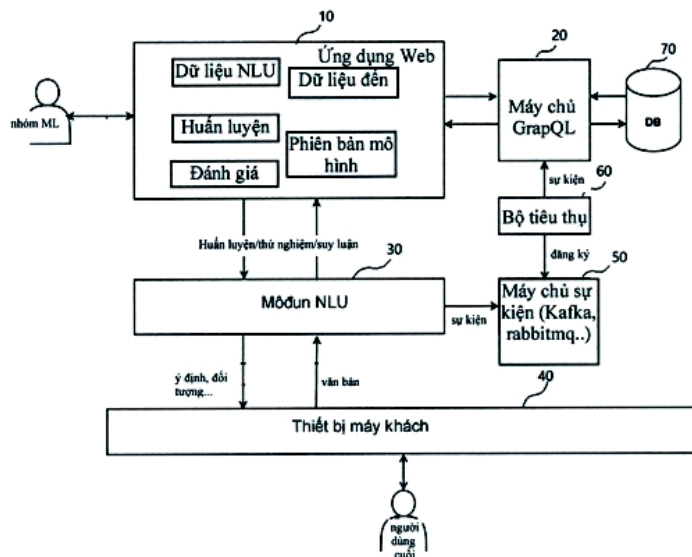 10
Ứng dụng Web
Dữ liệu NLU
Dữ liệu đến
Huấn luyện
Phiên bản mô
hình
Đánh giá
nhóm ML
20
Máy chủ
GrapQL
70
DB
sự kiện
60
Bộ tiêu thụ
đăng ký
Huấn luyện/thử nghiệm/suy luận
30
Môđun NLU
sự kiện
50
Máy chủ sự
kiện (Kafka,
rabbitmq..)
ý định, đối
tượng...
văn bản
40
Thiết bị máy khách
người
dùng
cuối